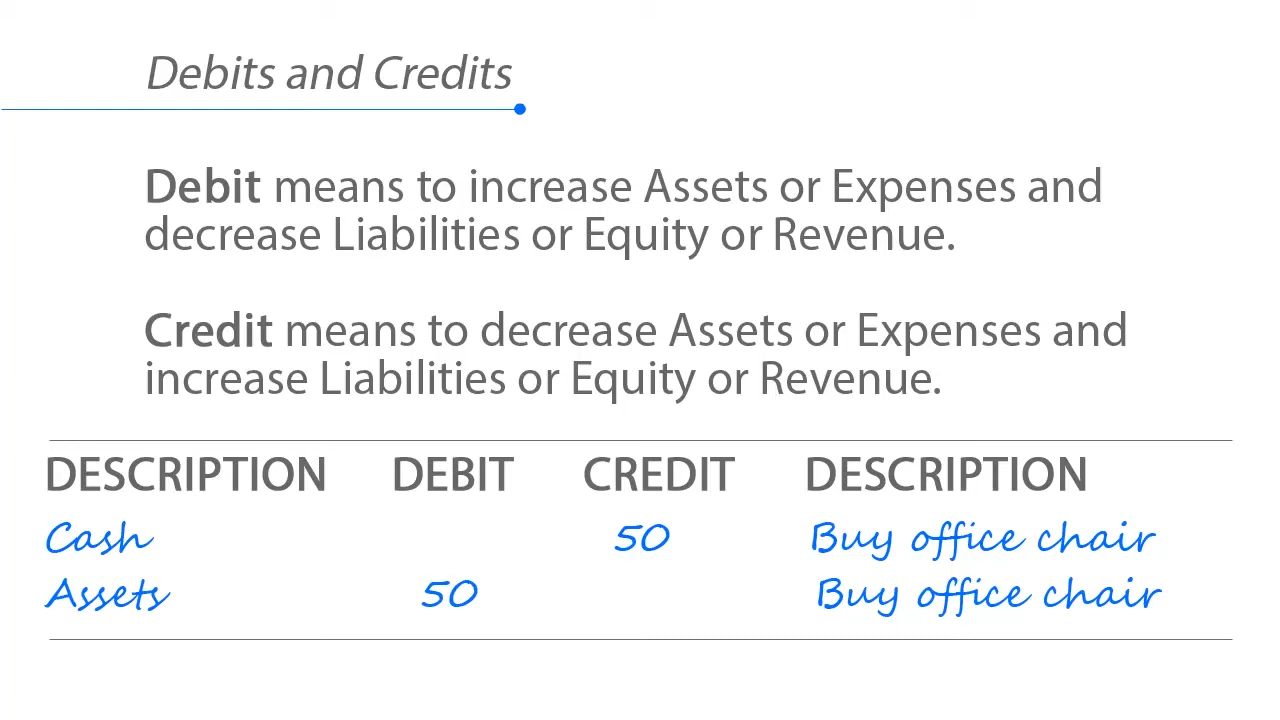 Debits and Credits
Debit means to increase Assets or Expenses and
decrease Liabilities or Equity or Revenue.
Credit means to decrease Assets or Expenses and
increase Liabilities or Equity or Revenue.
DESCRIPTION DEBIT CREDIT DESCRIPTION
Cash 50 Buy office chair
Assets 50 Buy office chair